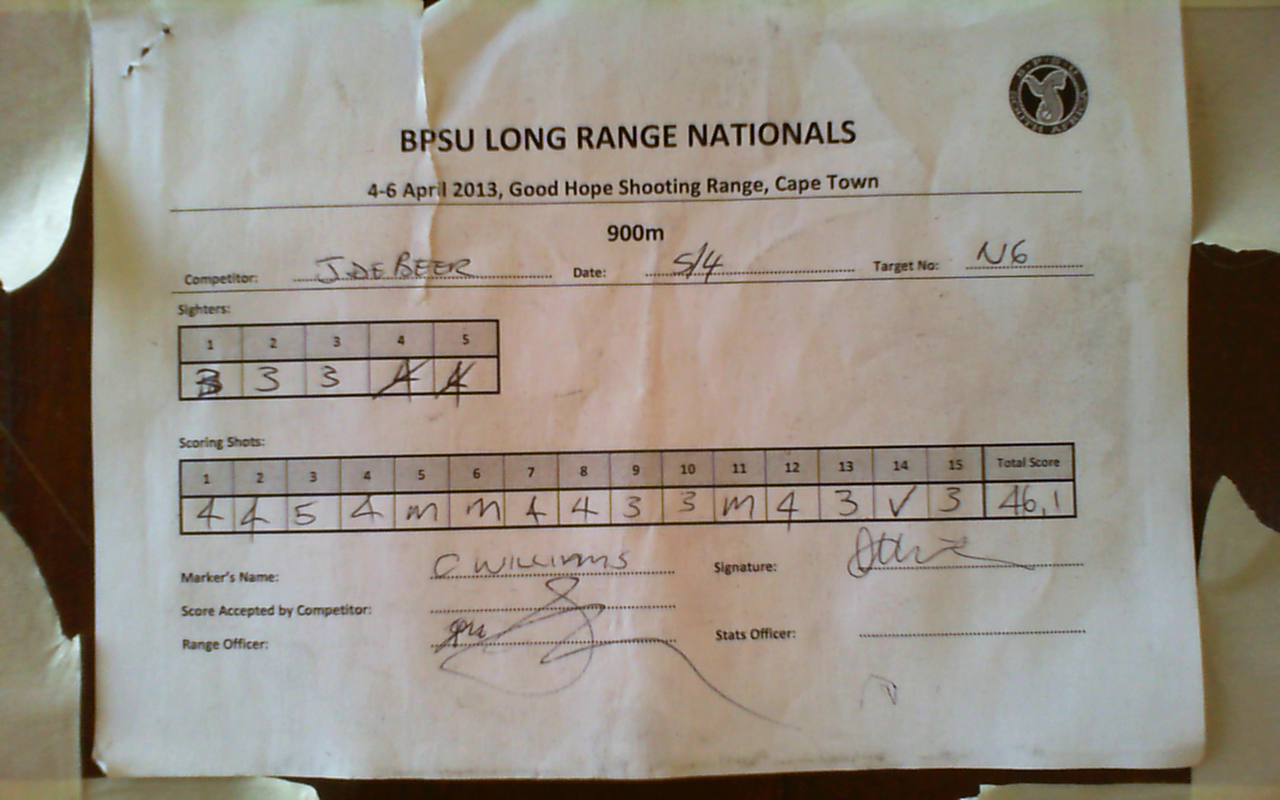 B·P·S·U
SOUTH AFRICA
BPSU LONG RANGE NATIONALS
4-6 April 2013, Good Hope Shooting Range, Cape Town
900m
Competitor: J DE BEER Date: 5/4 Target No: N6
Sighters:
1 2 3 4 5
3 3 3 4 4
Scoring Shots:
1 2 3 4 5 6 7 8 9 10 11 12 13 14 15 Total Score
4 4 5 4 m m 4 4 3 3 m 4 3 V 3 46,1
Marker's Name: C WILLIAMS Signature:
Score Accepted by Competitor:
Range Officer: Stats Officer: